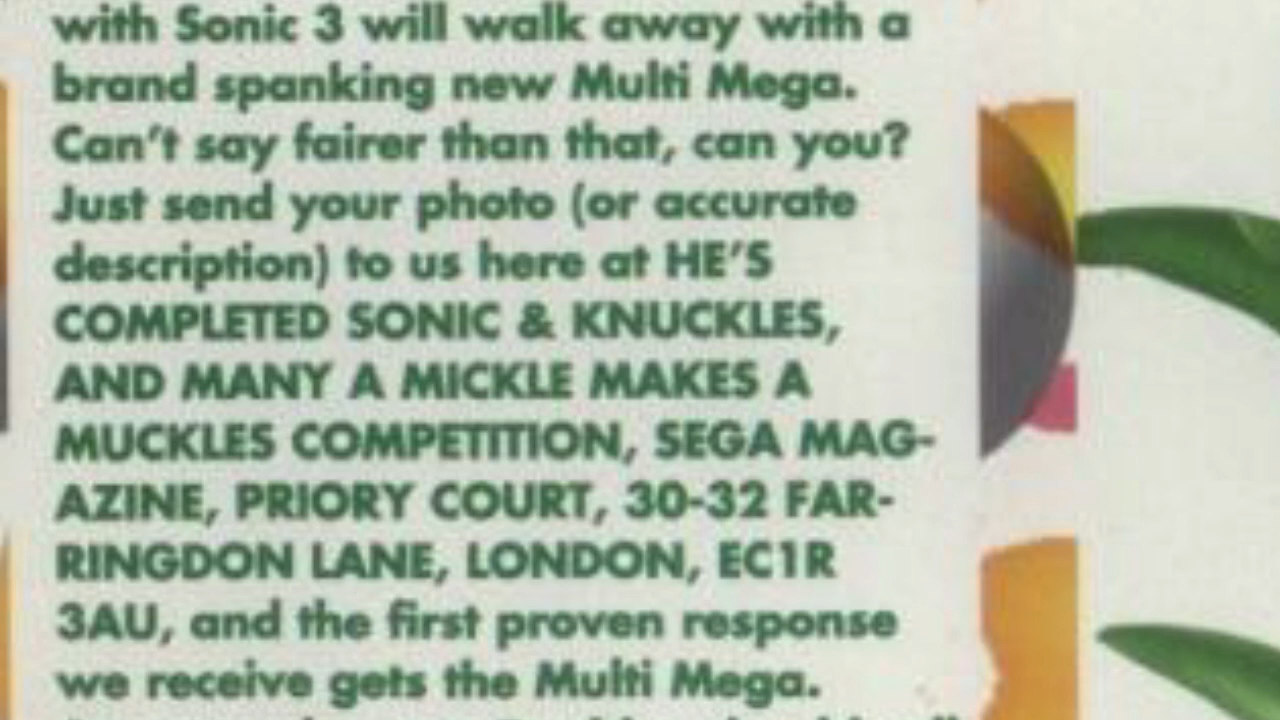 with Sonic 3 will walk away with a
brand spanking new Multi Mega.
Can't say fairer than that, can you?
Just send your photo (or accurate
description) to us here at HE'S
COMPLETED SONIC & KNUCKLES,
AND MANY A MICKLE MAKES A
MUCKLES COMPETITION, SEGA MAG-
AZINE, PRIORY COURT, 30-32 FAR-
RINGDON LANE, LONDON, EC1R
3AU, and the first proven response
we receive gets the Multi Mega.